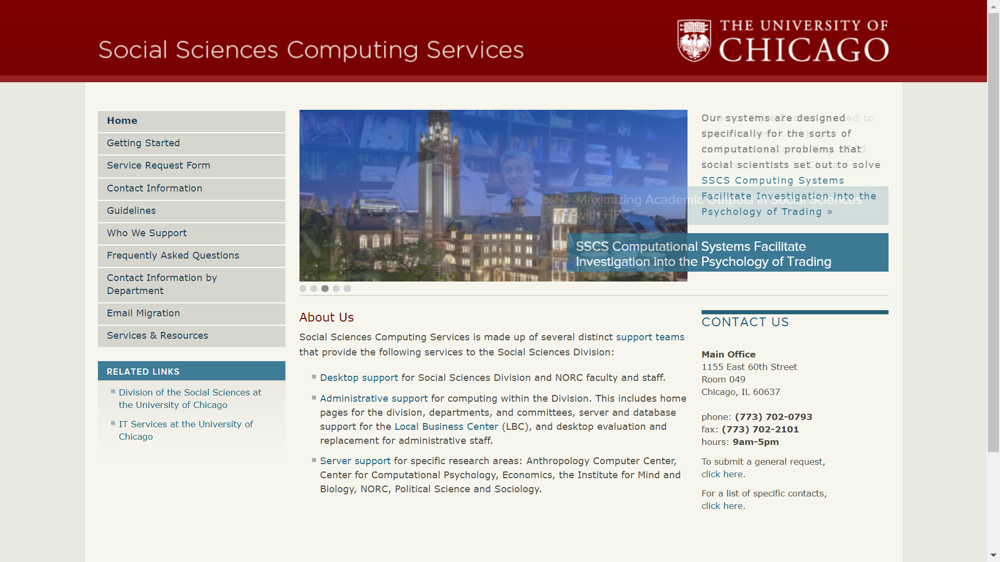 Social Sciences Computing Services
THE UNIVERSITY OF
CHICAGO
Home
Getting Started
Service Request Form
Contact Information
Guidelines
Who We Support
Frequently Asked Questions
Contact Information by
Department
Email Migration
Services & Resources
RELATED LINKS
Division of the Social Sciences at
the University of Chicago
IT Services at the University of
Chicago
Our systems are designed
specifically for the sorts of
computational problems that
social scientists set out to solve
SSCS Computing Systems
Facilitate Investigation into the
Psychology of Trading »
Maximizing Academic Outputs in Social Sciences
with HPC
SSCS Computational Systems Facilitate
Investigation into the Psychology of Trading
About Us
Social Sciences Computing Services is made up of several distinct support teams
that provide the following services to the Social Sciences Division:
Desktop support for Social Sciences Division and NORC faculty and staff.
Administrative support for computing within the Division. This includes home
pages for the division, departments, and committees, server and database
support for the Local Business Center (LBC), and desktop evaluation and
replacement for administrative staff.
Server support for specific research areas: Anthropology Computer Center,
Center for Computational Psychology, Economics, the Institute for Mind and
Biology, NORC, Political Science and Sociology.
CONTACT US
Main Office
1155 East 60th Street
Room 049
Chicago, IL 60637
phone: (773) 702-0793
fax: (773) 702-2101
hours: 9am-5pm
To submit a general request,
click here.
For a list of specific contacts,
click here.